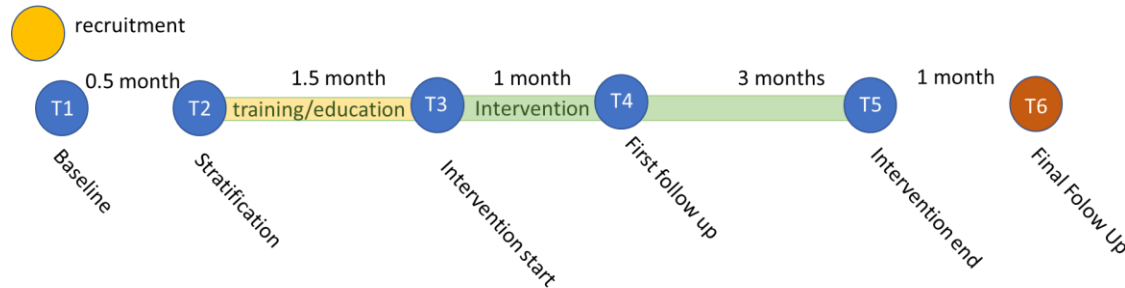 recruitment
0.5 month
1.5 month
1 month
3 months
1 month
T1
T2
training/education
T3
Intervention
T4
T5
T6
Baseline
Stratification
Intervention start
First follow up
Intervention end
Final Folow Up